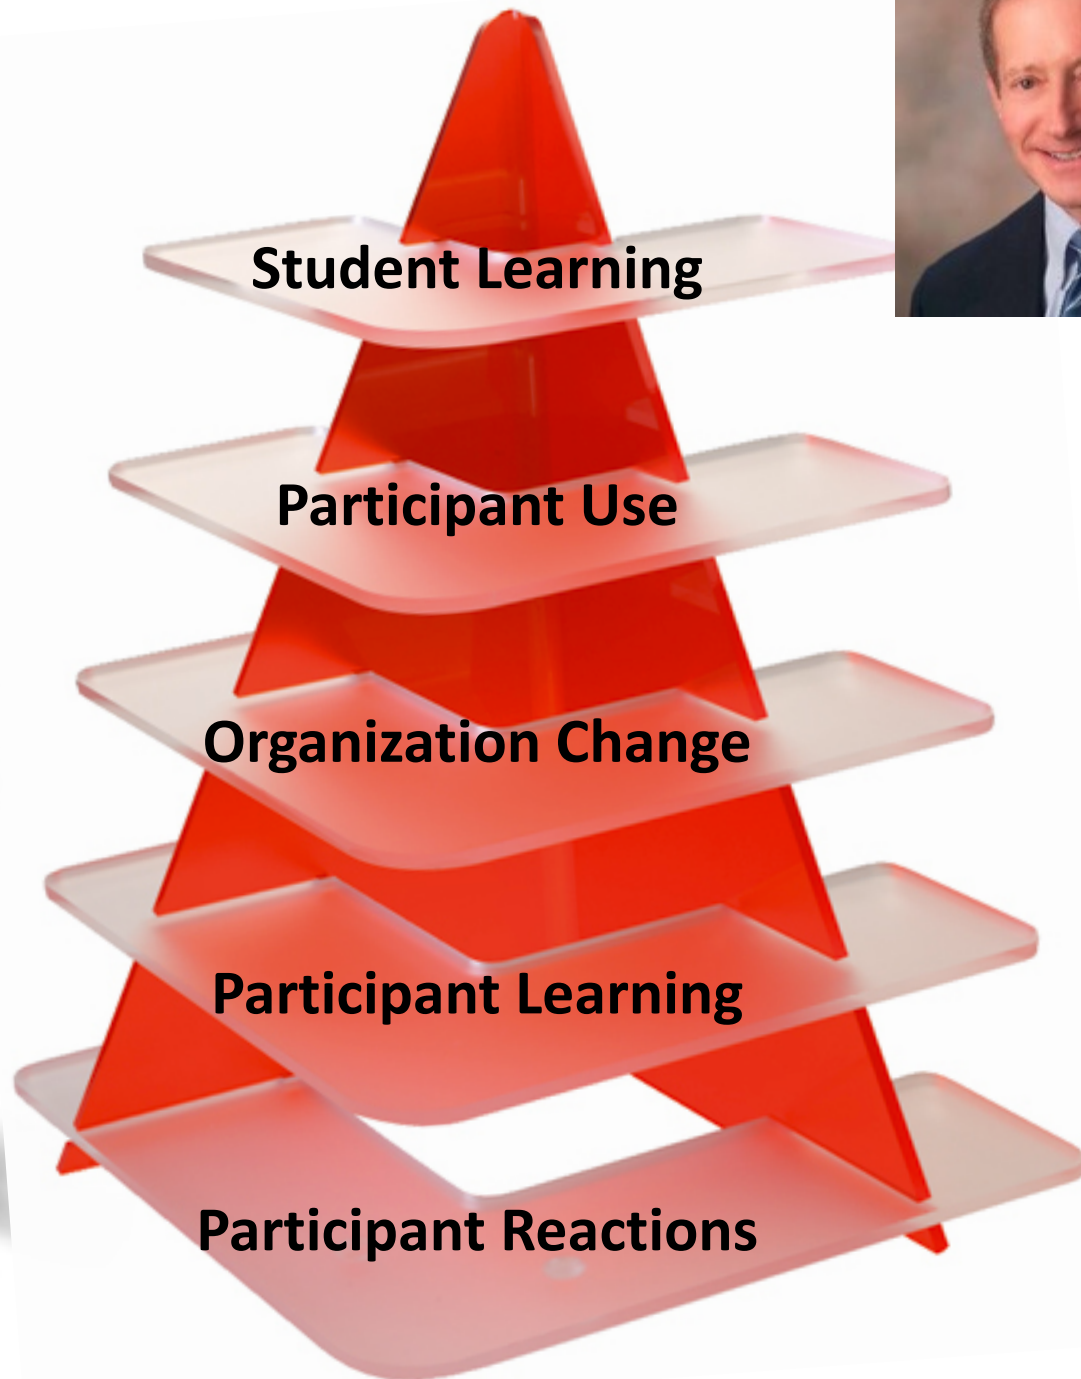 Student Learning
Participant Use
Organization Change
Participant Learning
Participant Reactions